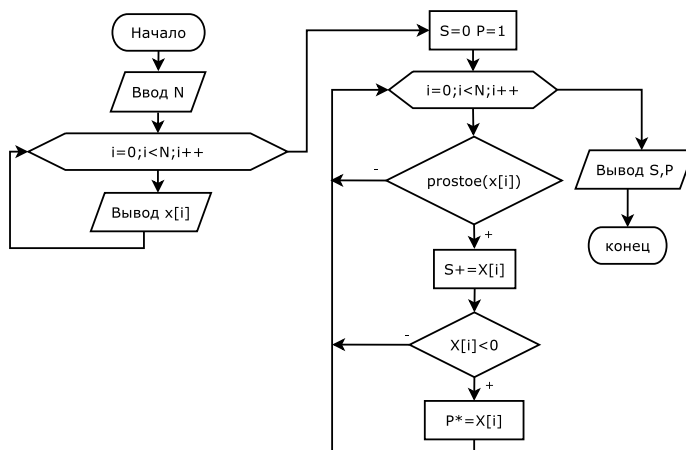 Начало
Ввод N
i=0;i<N;i++
Вывод x[i]
S=0 P=1
i=0;i<N;i++
prostoe(x[i])
-
+
S+=X[i]
X[i]<0
-
+
P*=X[i]
Вывод S,P
конец